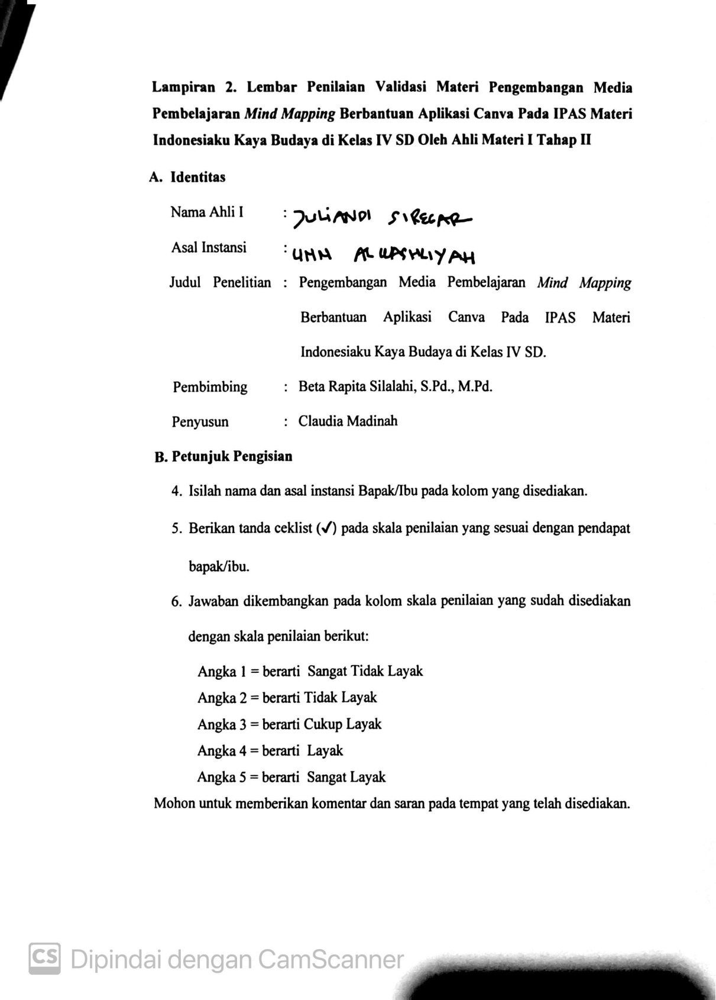 Lampiran 2. Lembar Penilaian Validasi Materi Pengembangan Media
Pembelajaran Mind Mapping Berbantuan Aplikasi Canva Pada IPAS Materi
Indonesiaku Kaya Budaya di Kelas IV SD Oleh Ahli Materi I Tahap II
A. Identitas
Nama Ahli I : JULIANDI SIREGAR
Asal Instansi : UMN AL WASHLIYAH
Judul Penelitian : Pengembangan Media Pembelajaran Mind Mapping
Berbantuan Aplikasi Canva Pada IPAS Materi
Indonesiaku Kaya Budaya di Kelas IV SD.
Pembimbing : Beta Rapita Silalahi, S.Pd., M.Pd.
Penyusun : Claudia Madinah
B. Petunjuk Pengisian
4. Isilah nama dan asal instansi Bapak/Ibu pada kolom yang disediakan.
5. Berikan tanda ceklist (✓) pada skala penilaian yang sesuai dengan pendapat
bapak/ibu.
6. Jawaban dikembangkan pada kolom skala penilaian yang sudah disediakan
dengan skala penilaian berikut:
Angka 1 = berarti Sangat Tidak Layak
Angka 2 = berarti Tidak Layak
Angka 3 = berarti Cukup Layak
Angka 4 = berarti Layak
Angka 5 = berarti Sangat Layak
Mohon untuk memberikan komentar dan saran pada tempat yang telah disediakan.
CS Dipindai dengan CamScanner